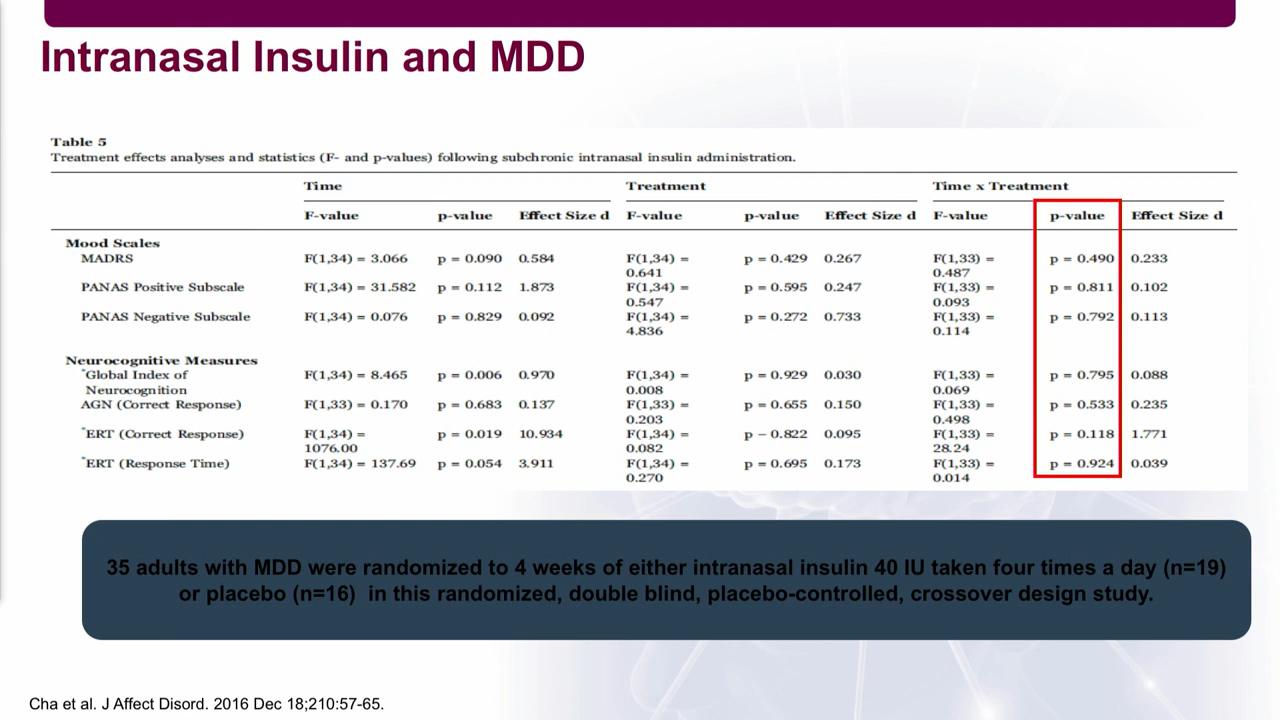 Intranasal Insulin and MDD
Table 5
Treatment effects analyses and statistics (F- and p-values) following subchronic intranasal insulin administration.
Time Treatment Time x Treatment
F-value p-value Effect Size d F-value p-value Effect Size d F-value p-value Effect Size d
Mood Scales
MADRS F(1,34) = 3.066 p = 0.090 0.584 F(1,34) = p = 0.429 0.267 F(1,33) = p = 0.490 0.233
0.641 0.487
PANAS Positive Subscale F(1,34) = 31.582 p = 0.112 1.873 F(1,34) = p = 0.595 0.247 F(1,33) = p = 0.811 0.102
0.547 0.093
PANAS Negative Subscale F(1,34) = 0.076 p = 0.829 0.092 F(1,34) = p = 0.272 0.733 F(1,33) = p = 0.792 0.113
4.836 0.114
Neurocognitive Measures
*Global Index of F(1,34) = 8.465 p = 0.006 0.970 F(1,34) = p = 0.929 0.030 F(1,33) = p = 0.795 0.088
Neurocognition 0.008 0.069
AGN (Correct Response) F(1,33) = 0.170 p = 0.683 0.137 F(1,33) = p = 0.655 0.150 F(1,33) = p = 0.533 0.235
0.203 0.498
*ERT (Correct Response) F(1,34) = p = 0.019 10.934 F(1,34) = p − 0.822 0.095 F(1,33) = p = 0.118 1.771
1076.00 0.082 28.24
*ERT (Response Time) F(1,34) = 137.69 p = 0.054 3.911 F(1,34) = p = 0.695 0.173 F(1,33) = p = 0.924 0.039
0.270 0.014
35 adults with MDD were randomized to 4 weeks of either intranasal insulin 40 IU taken four times a day (n=19)
or placebo (n=16) in this randomized, double blind, placebo-controlled, crossover design study.
Cha et al. J Affect Disord. 2016 Dec 18;210:57-65.